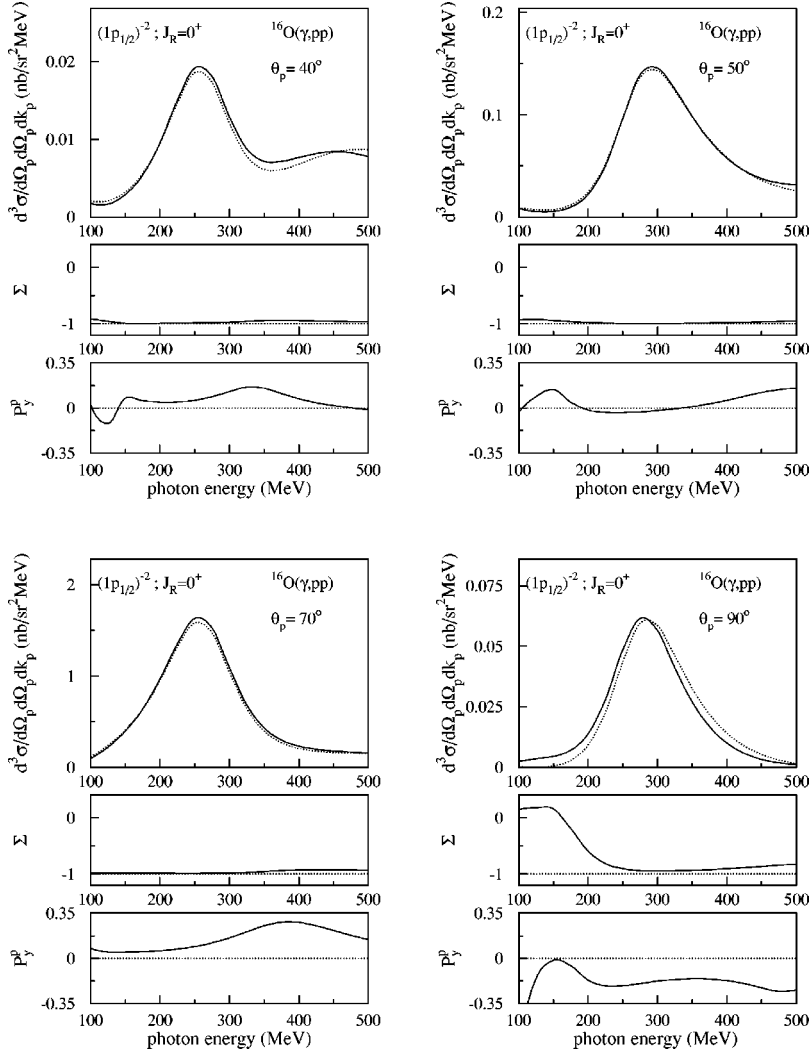 (1p1/2)-2 ; JR=0+ 16O(γ,pp)
θp= 40o
d3σ/dΩpdΩpdkp (nb/sr2MeV)
0.02
0.01
0
100 200 300 400 500
Σ
0
-1
100 200 300 400 500
Pyp
0.35
0
-0.35
100 200 300 400 500
photon energy (MeV)
(1p1/2)-2 ; JR=0+ 16O(γ,pp)
θp= 50o
d3σ/dΩpdΩpdkp (nb/sr2MeV)
0.2
0.1
0
100 200 300 400 500
Σ
0
-1
100 200 300 400 500
Pyp
0.35
0
-0.35
100 200 300 400 500
photon energy (MeV)
(1p1/2)-2 ; JR=0+ 16O(γ,pp)
θp= 70o
d3σ/dΩpdΩpdkp (nb/sr2MeV)
2
1
0
100 200 300 400 500
Σ
0
-1
100 200 300 400 500
Pyp
0.35
0
-0.35
100 200 300 400 500
photon energy (MeV)
(1p1/2)-2 ; JR=0+ 16O(γ,pp)
θp= 90o
d3σ/dΩpdΩpdkp (nb/sr2MeV)
0.075
0.05
0.025
0
100 200 300 400 500
Σ
0
-1
100 200 300 400 500
Pyp
0.35
0
-0.35
100 200 300 400 500
photon energy (MeV)